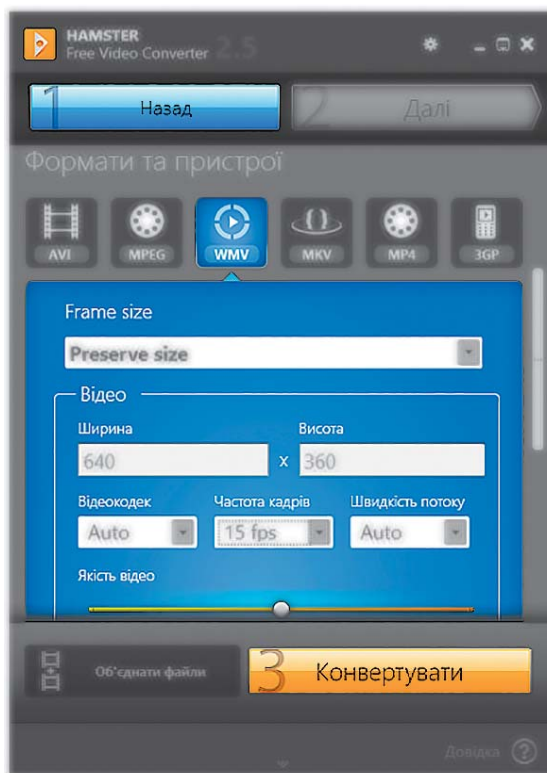 HAMSTER
Free Video Converter 2.5
1 Назад
2 Далі
Формати та пристрої
AVI MPEG WMV MKV MP4 3GP
Frame size
Preserve size
Відео
Ширина Висота
640 x 360
Відеокодек Частота кадрів Швидкість потоку
Auto 15 fps Auto
Якість відео
Об'єднати файли 3 Конвертувати
Довідка ?